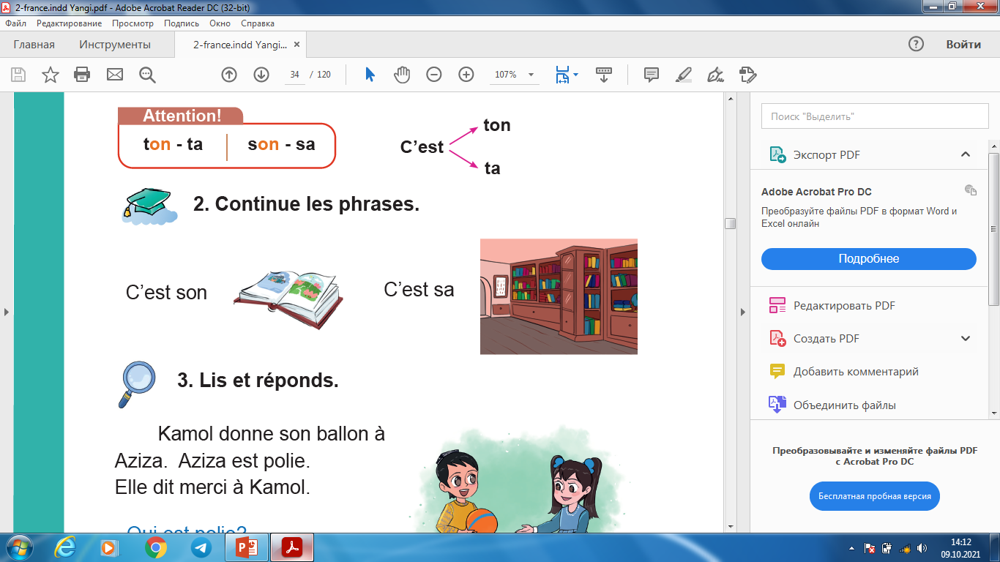 2-france.indd Yangi.pdf - Adobe Acrobat Reader DC (32-bit)
Файл Редактирование Просмотр Подпись Окно Справка
Главная Инструменты 2-france.indd Yangi... × Войти
34 / 120 107%
Attention!
ton - ta son - sa
C’est
ton
ta
2. Continue les phrases.
C’est son
C’est sa
3. Lis et réponds.
Kamol donne son ballon à
Aziza. Aziza est polie.
Elle dit merci à Kamol.
Qui est polie?
Поиск "Выделить"
Экспорт PDF
Adobe Acrobat Pro DC
Преобразуйте файлы PDF в формат Word и
Excel онлайн
Подробнее
Редактировать PDF
Создать PDF
Добавить комментарий
Объединить файлы
Преобразовывайте и изменяйте файлы PDF
с Acrobat Pro DC
Бесплатная пробная версия
14:12
09.10.2021